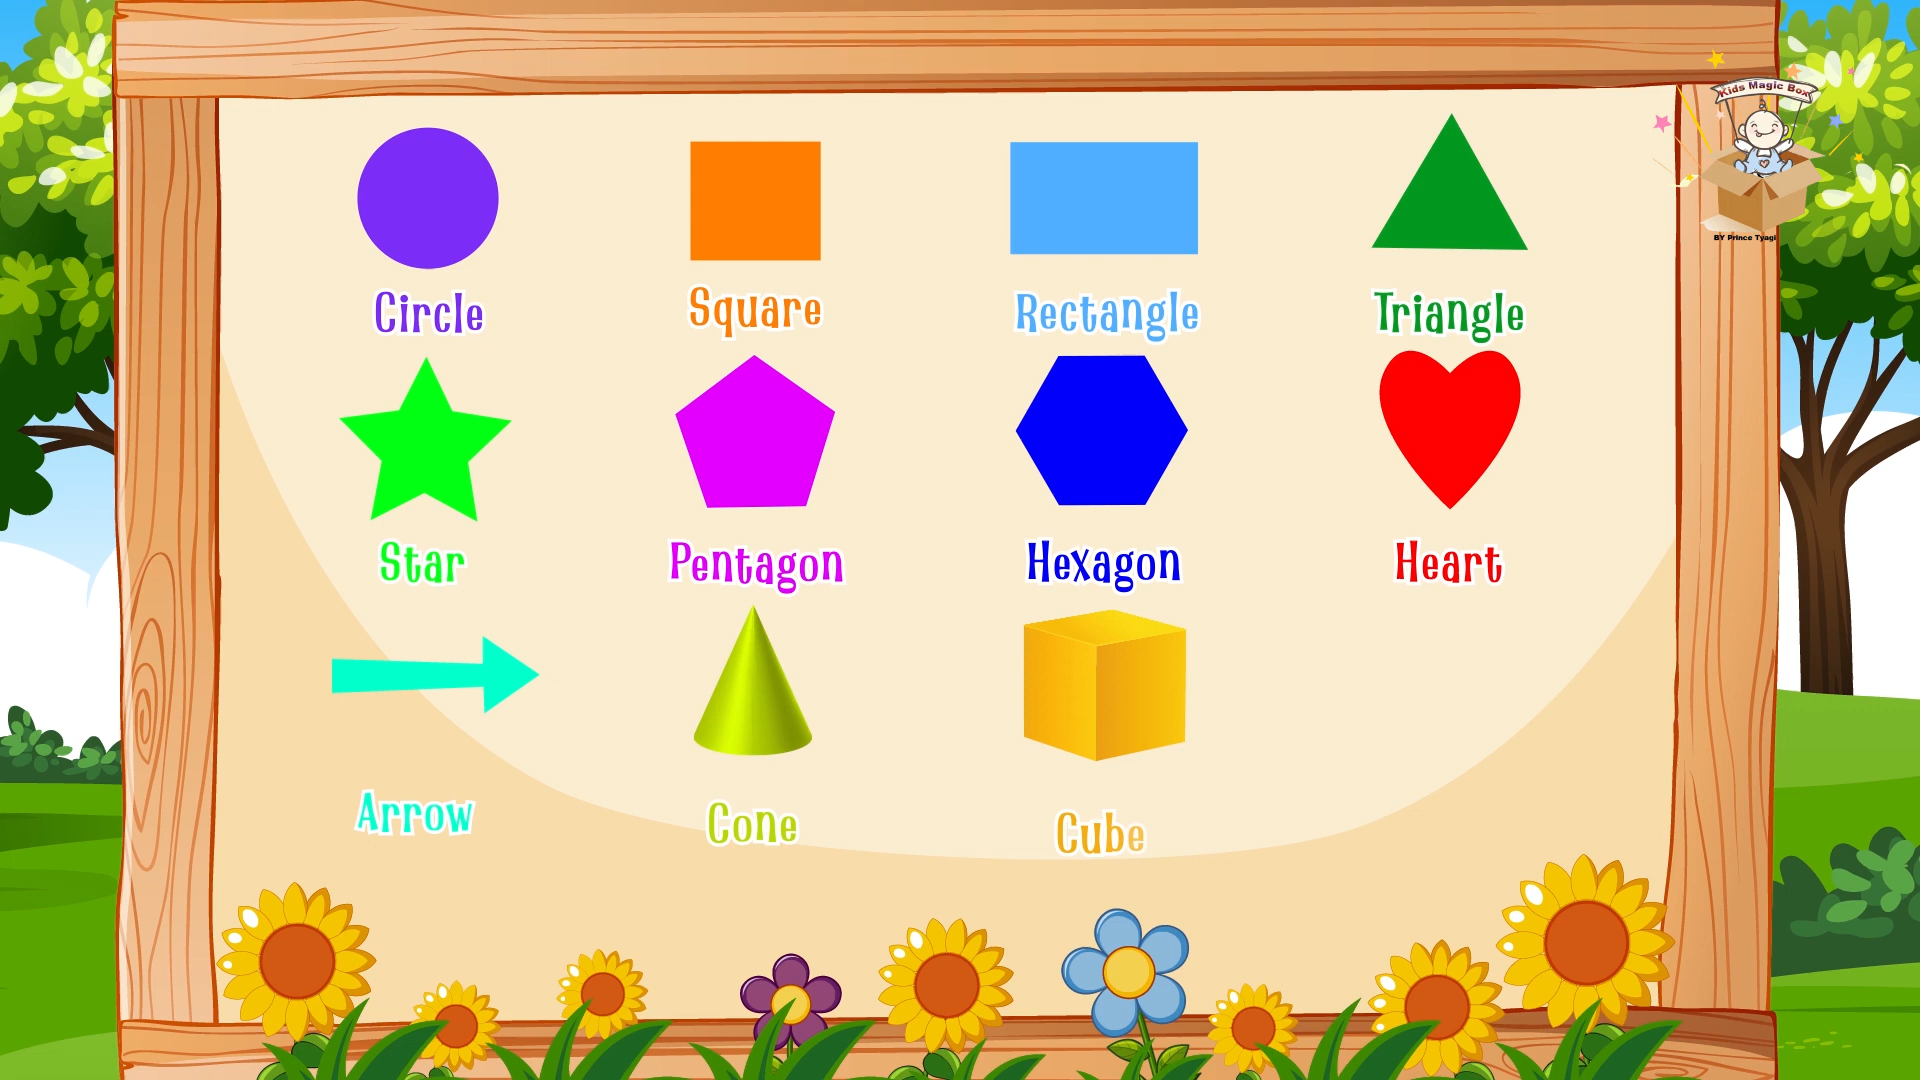 Kids Magic Box
BY Prince Tyagi
Circle
Square
Rectangle
Triangle
Star
Pentagon
Hexagon
Heart
Arrow
Cone
Cube